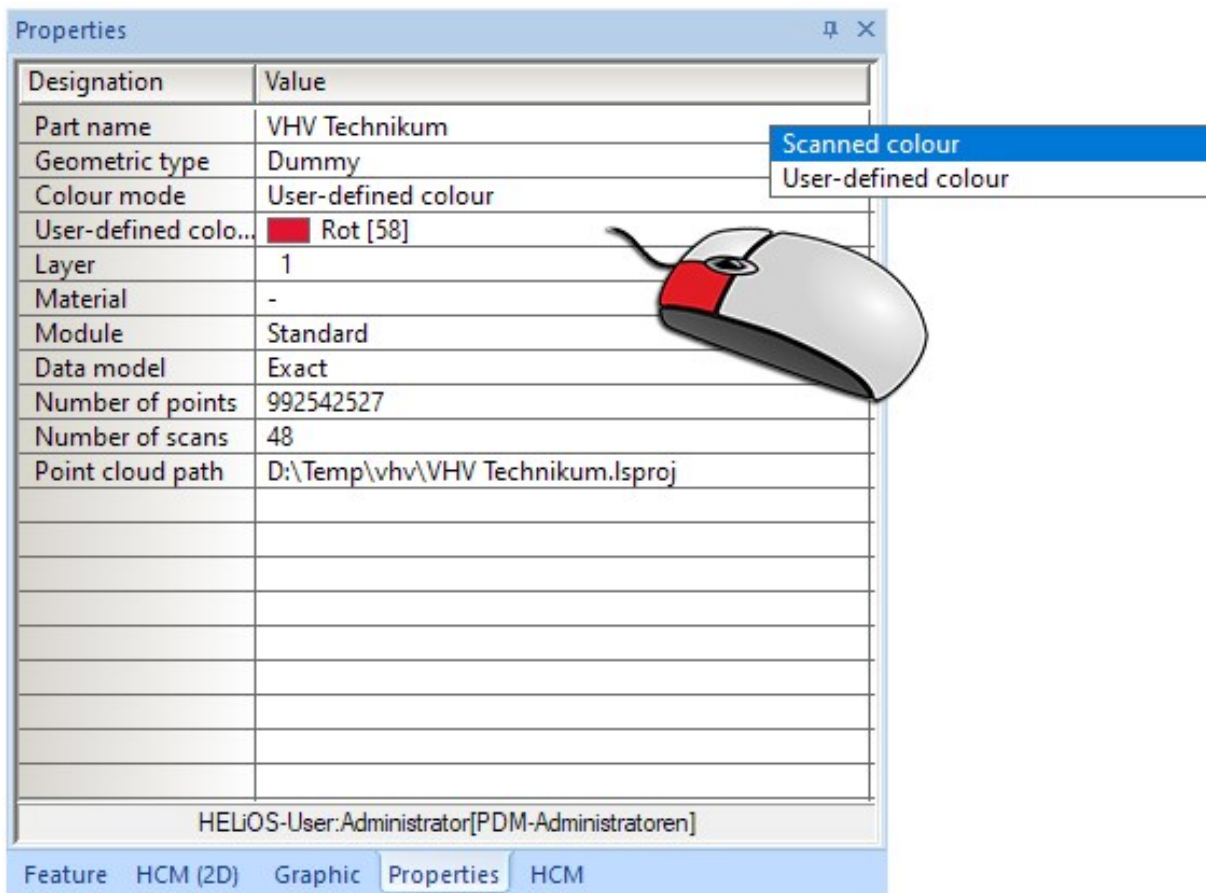 Properties
Designation Value
Part name VHV Technikum
Scanned colour
Geometric type Dummy
User-defined colour
Colour mode User-defined colour
User-defined colo... Rot [58]
Layer 1
Material -
Module Standard
Data model Exact
Number of points 992542527
Number of scans 48
Point cloud path D:\Temp\vhv\VHV Technikum.lsproj
HELiOS-User:Administrator[PDM-Administratoren]
Feature HCM (2D) Graphic Properties HCM